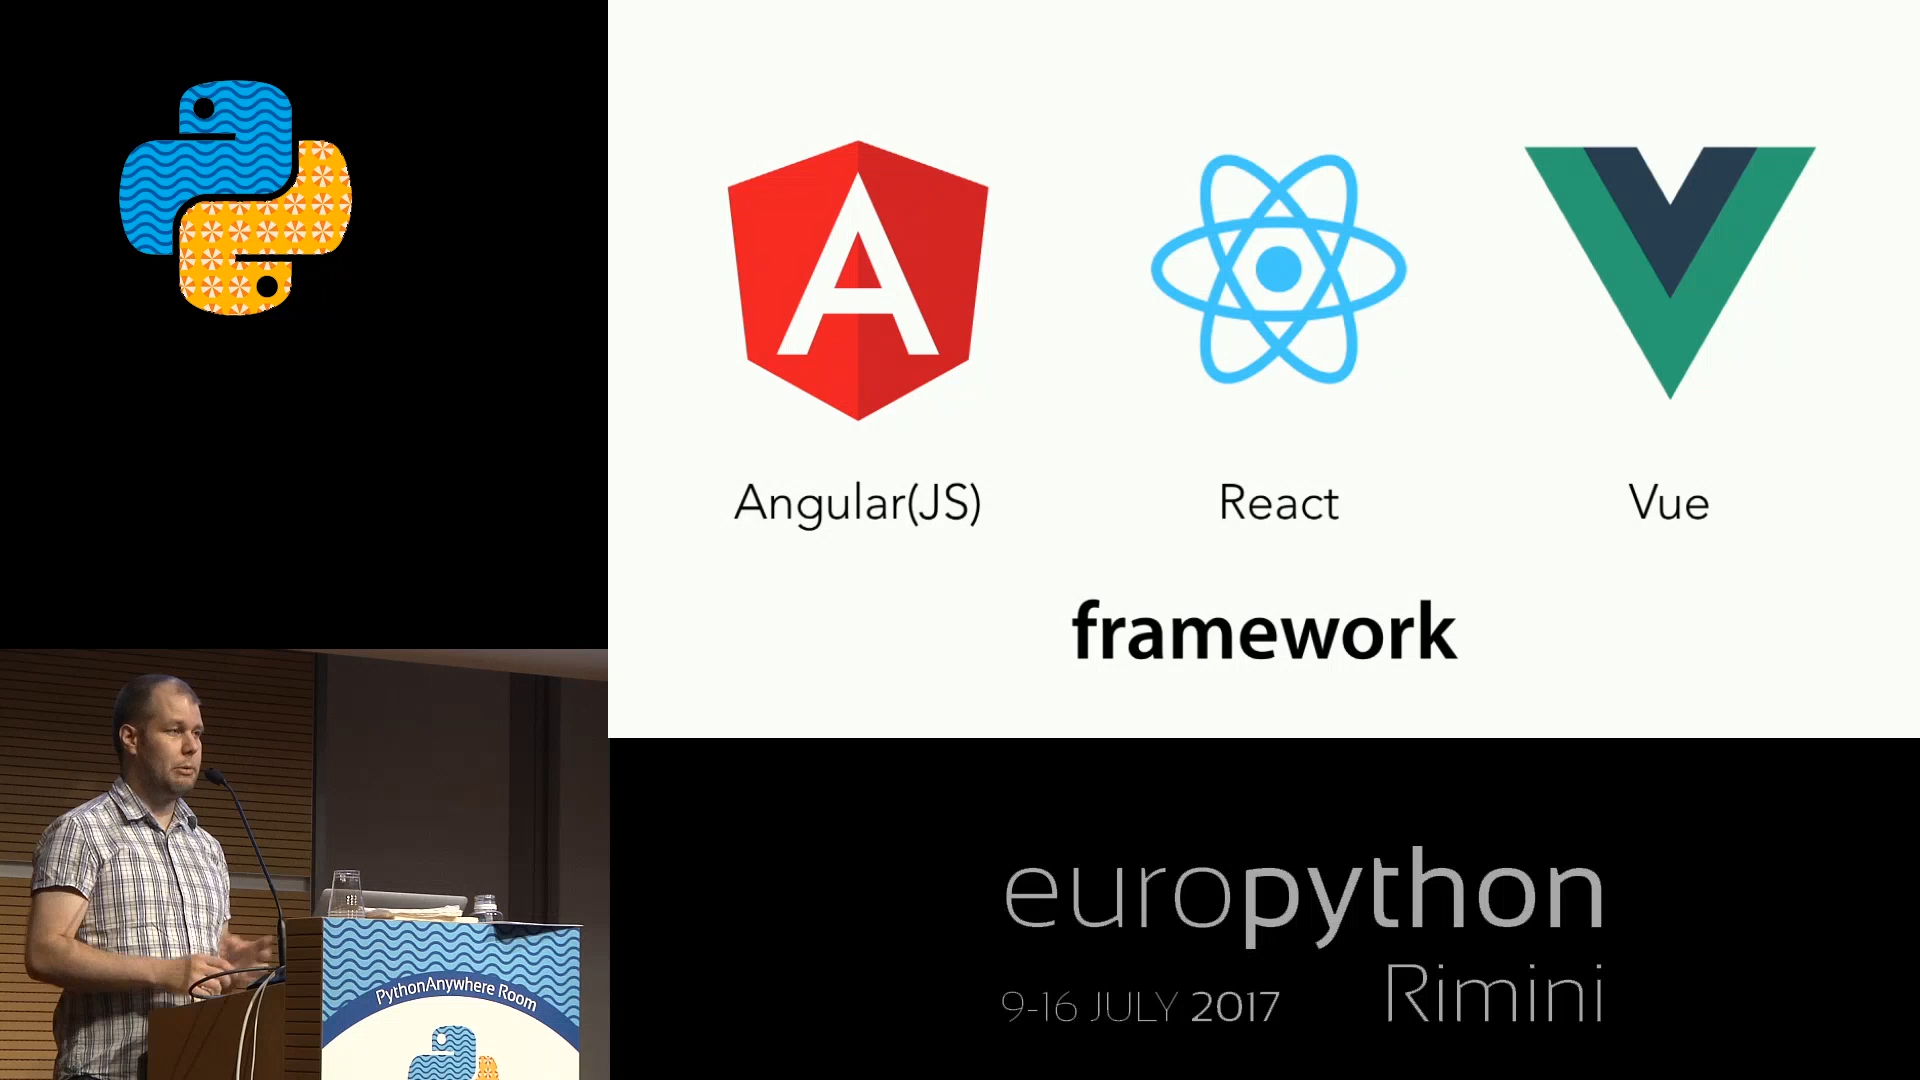 Angular(JS)
React
Vue
framework
PythonAnywhere Room
europython
9-16 JULY 2017
Rimini